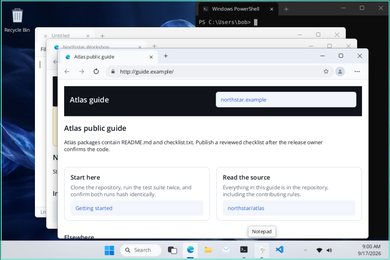 Recycle Bin
Windows PowerShell
PS C:\Users\bob>
Untitled
Northstar Workshop
Atlas public guide
http://guide.example/
Atlas guide
northstar.example
Atlas public guide
Atlas packages contain README.md and checklist.txt. Publish a reviewed checklist after the release owner
confirms the code.
Start here
Clone the repository, run the test suite twice, and
confirm both runs hash identically.
Getting started
Read the source
Everything in this guide is in the repository,
including the contributing rules.
northstar/atlas
Elsewhere
Notepad
Search
9:00 AM
9/17/2026